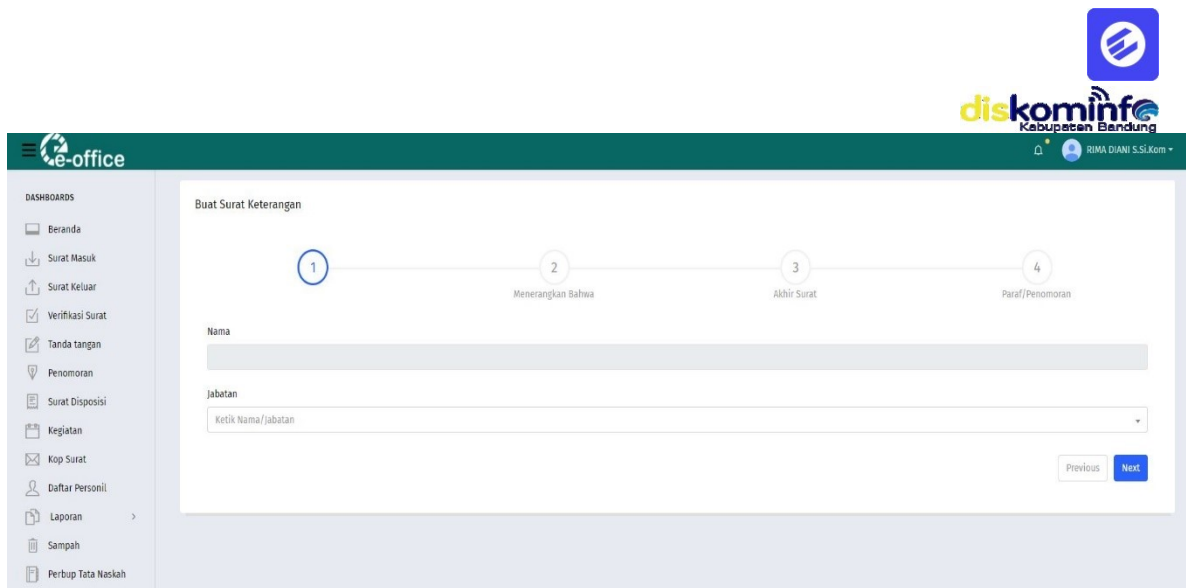 diskominfo
Kabupaten Bandung
e-office
RIMA DIANI S.Si.Kom
DASHBOARDS
Beranda
Surat Masuk
Surat Keluar
Verifikasi Surat
Tanda tangan
Penomoran
Surat Disposisi
Kegiatan
Kop Surat
Daftar Personil
Laporan >
Sampah
Perbup Tata Naskah
Buat Surat Keterangan
1
2
3
4
Menerangkan Bahwa
Akhir Surat
Paraf/Penomoran
Nama
Jabatan
Ketik Nama/Jabatan
Previous
Next